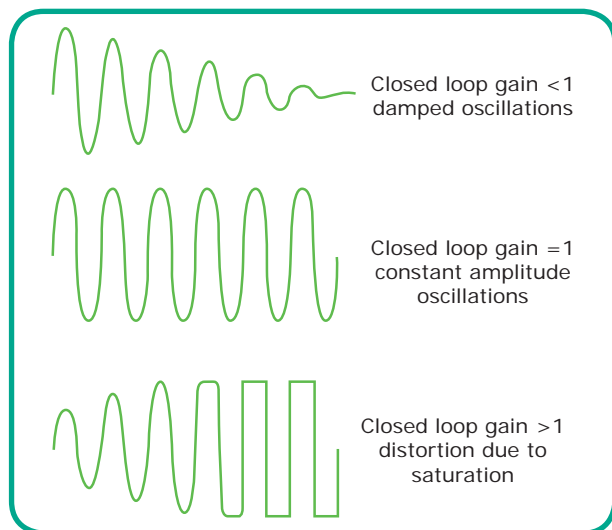 Closed loop gain <1
damped oscillations
Closed loop gain =1
constant amplitude
oscillations
Closed loop gain >1
distortion due to
saturation